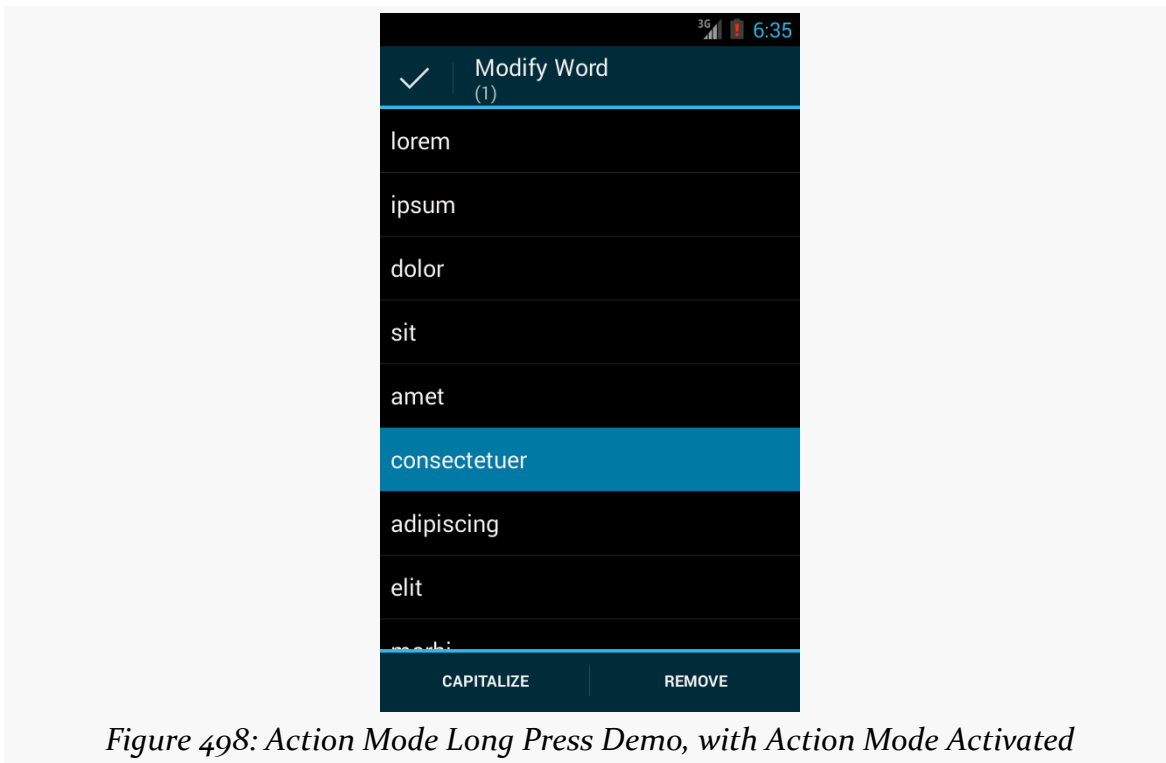 3G 6:35
Modify Word
(1)
lorem
ipsum
dolor
sit
amet
consectetuer
adipiscing
elit
morbi
CAPITALIZE REMOVE
Figure 498: Action Mode Long Press Demo, with Action Mode Activated